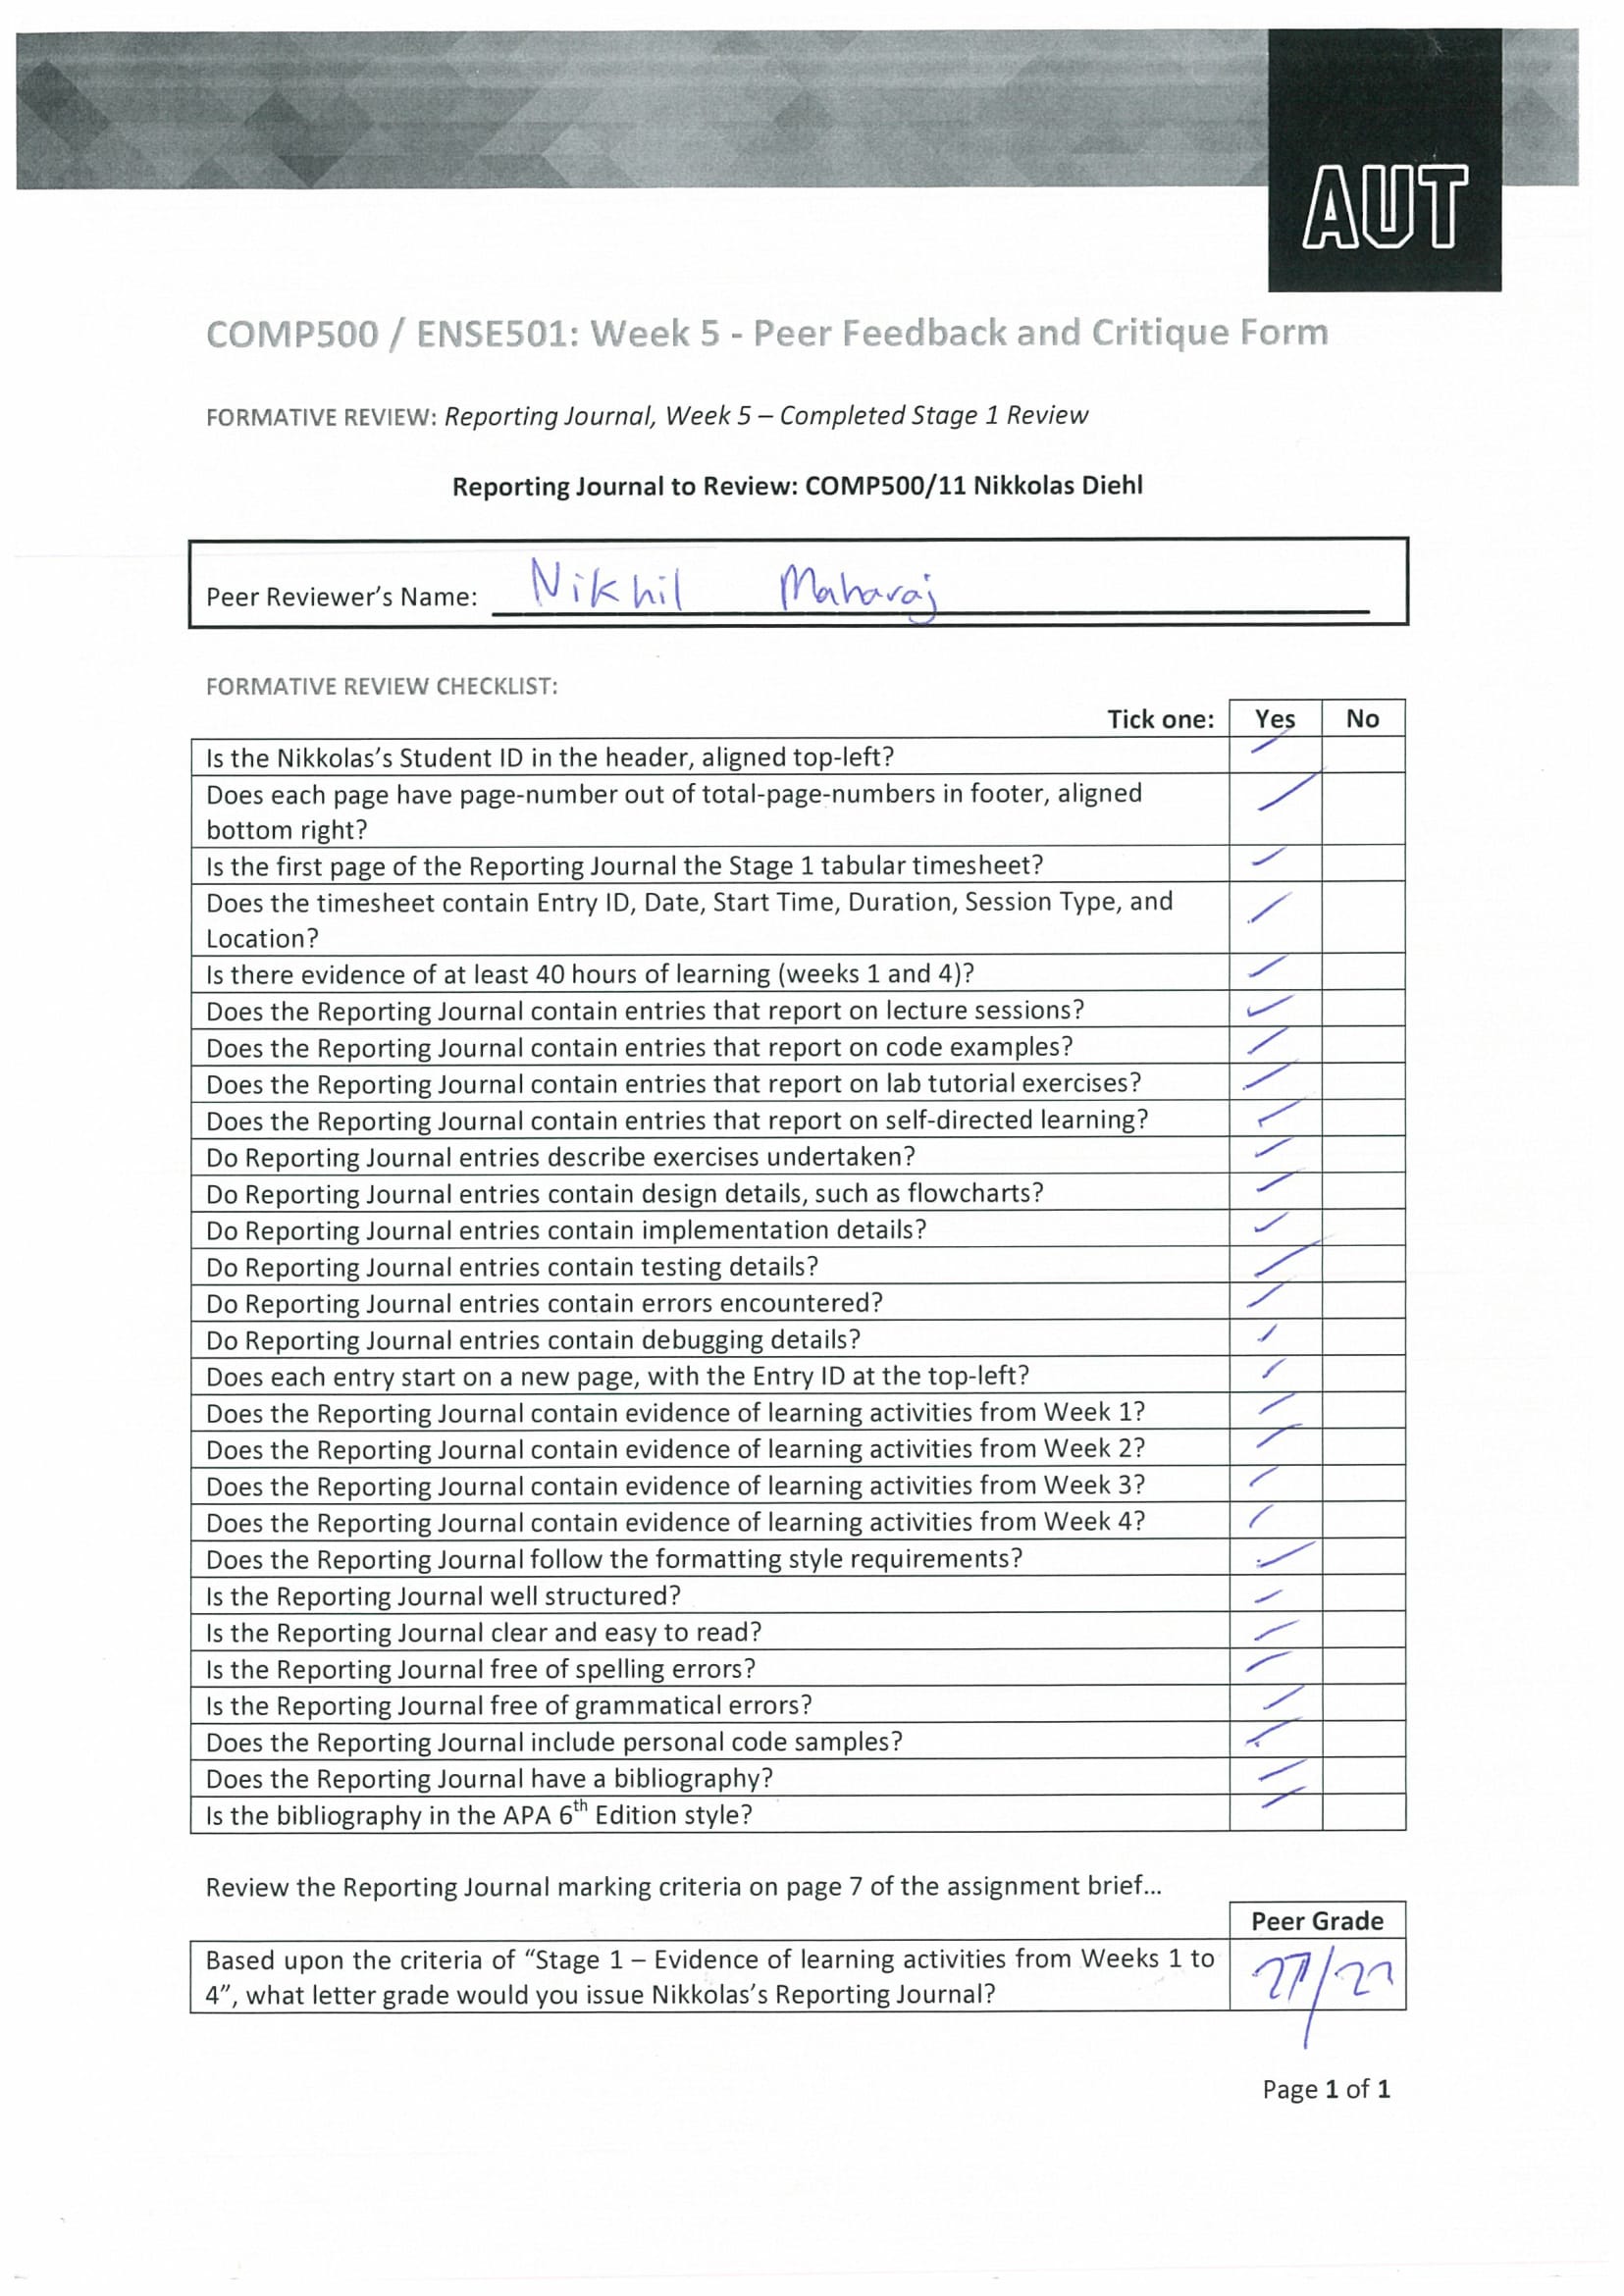 AUT
COMP500 / ENSE501: Week 5 - Peer Feedback and Critique Form
FORMATIVE REVIEW: Reporting Journal, Week 5 – Completed Stage 1 Review
Reporting Journal to Review: COMP500/11 Nikkolas Diehl
Peer Reviewer's Name: Nikhil Maharaj
FORMATIVE REVIEW CHECKLIST:
Tick one: Yes No
Is the Nikkolas's Student ID in the header, aligned top-left?
Does each page have page-number out of total-page-numbers in footer, aligned
bottom right?
Is the first page of the Reporting Journal the Stage 1 tabular timesheet?
Does the timesheet contain Entry ID, Date, Start Time, Duration, Session Type, and
Location?
Is there evidence of at least 40 hours of learning (weeks 1 and 4)?
Does the Reporting Journal contain entries that report on lecture sessions?
Does the Reporting Journal contain entries that report on code examples?
Does the Reporting Journal contain entries that report on lab tutorial exercises?
Does the Reporting Journal contain entries that report on self-directed learning?
Do Reporting Journal entries describe exercises undertaken?
Do Reporting Journal entries contain design details, such as flowcharts?
Do Reporting Journal entries contain implementation details?
Do Reporting Journal entries contain testing details?
Do Reporting Journal entries contain errors encountered?
Do Reporting Journal entries contain debugging details?
Does each entry start on a new page, with the Entry ID at the top-left?
Does the Reporting Journal contain evidence of learning activities from Week 1?
Does the Reporting Journal contain evidence of learning activities from Week 2?
Does the Reporting Journal contain evidence of learning activities from Week 3?
Does the Reporting Journal contain evidence of learning activities from Week 4?
Does the Reporting Journal follow the formatting style requirements?
Is the Reporting Journal well structured?
Is the Reporting Journal clear and easy to read?
Is the Reporting Journal free of spelling errors?
Is the Reporting Journal free of grammatical errors?
Does the Reporting Journal include personal code samples?
Does the Reporting Journal have a bibliography?
Is the bibliography in the APA 6th Edition style?
Review the Reporting Journal marking criteria on page 7 of the assignment brief...
Peer Grade
Based upon the criteria of "Stage 1 – Evidence of learning activities from Weeks 1 to
4", what letter grade would you issue Nikkolas's Reporting Journal?
Page 1 of 1